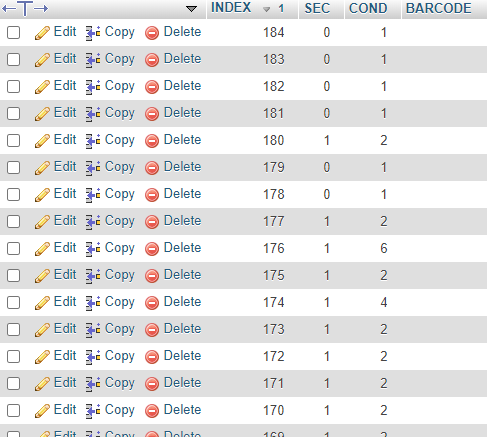 INDEX 1 SEC COND BARCODE
Edit Copy Delete 184 0 1
Edit Copy Delete 183 0 1
Edit Copy Delete 182 0 1
Edit Copy Delete 181 0 1
Edit Copy Delete 180 1 2
Edit Copy Delete 179 0 1
Edit Copy Delete 178 0 1
Edit Copy Delete 177 1 2
Edit Copy Delete 176 1 6
Edit Copy Delete 175 1 2
Edit Copy Delete 174 1 4
Edit Copy Delete 173 1 2
Edit Copy Delete 172 1 2
Edit Copy Delete 171 1 2
Edit Copy Delete 170 1 2
Edit Copy Delete 169 1 2